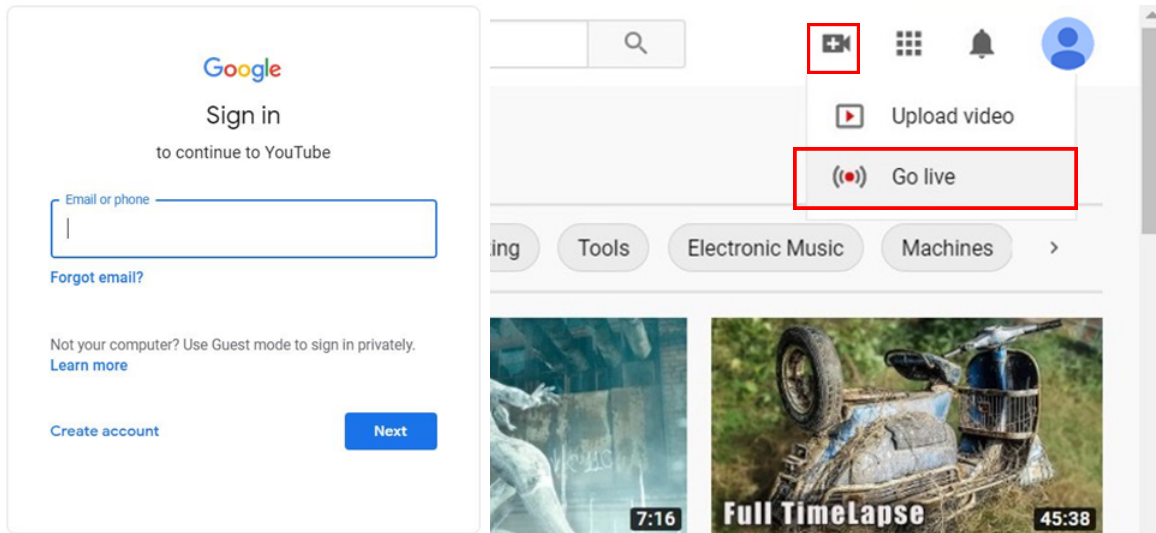 Google
Sign in
to continue to YouTube
Email or phone
Forgot email?
Not your computer? Use Guest mode to sign in privately.
Learn more
Create account
Next
Upload video
Go live
ing
Tools
Electronic Music
Machines
7:16
Full TimeLapse
45:38